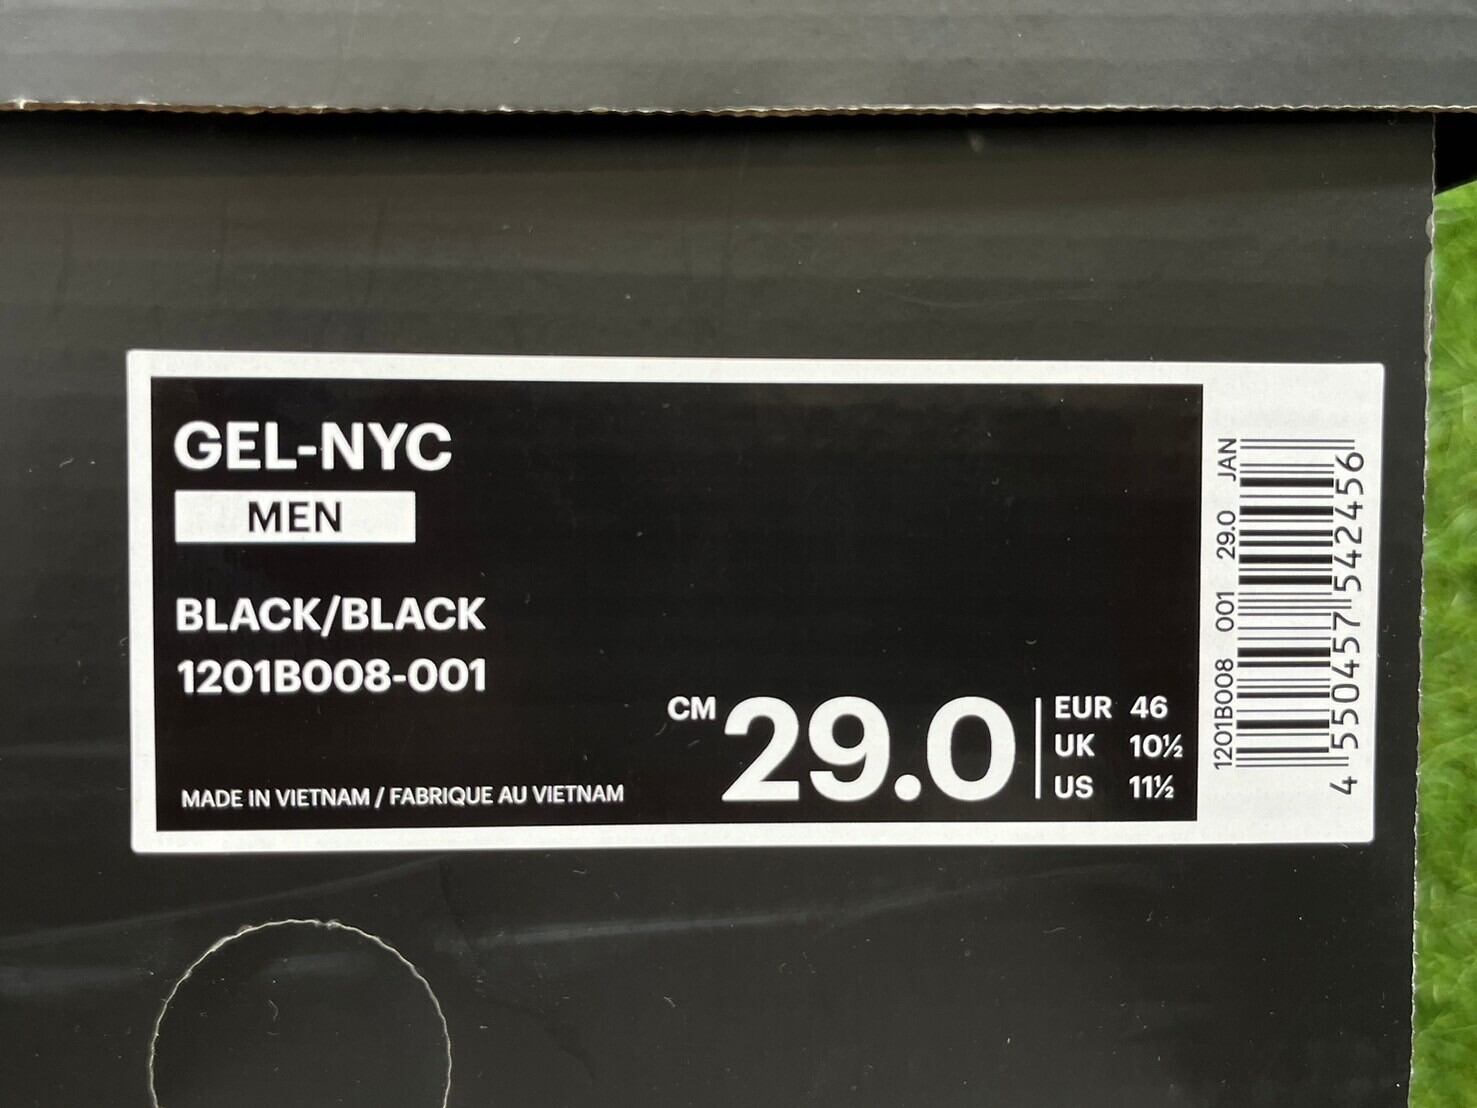 GEL-NYC
MEN
BLACK/BLACK
1201B008-001
MADE IN VIETNAM / FABRIQUE AU VIETNAM
CM 29.0
EUR 46
UK 10½
US 11½
1201B008 001 29.0 JAN
4 550457 542456